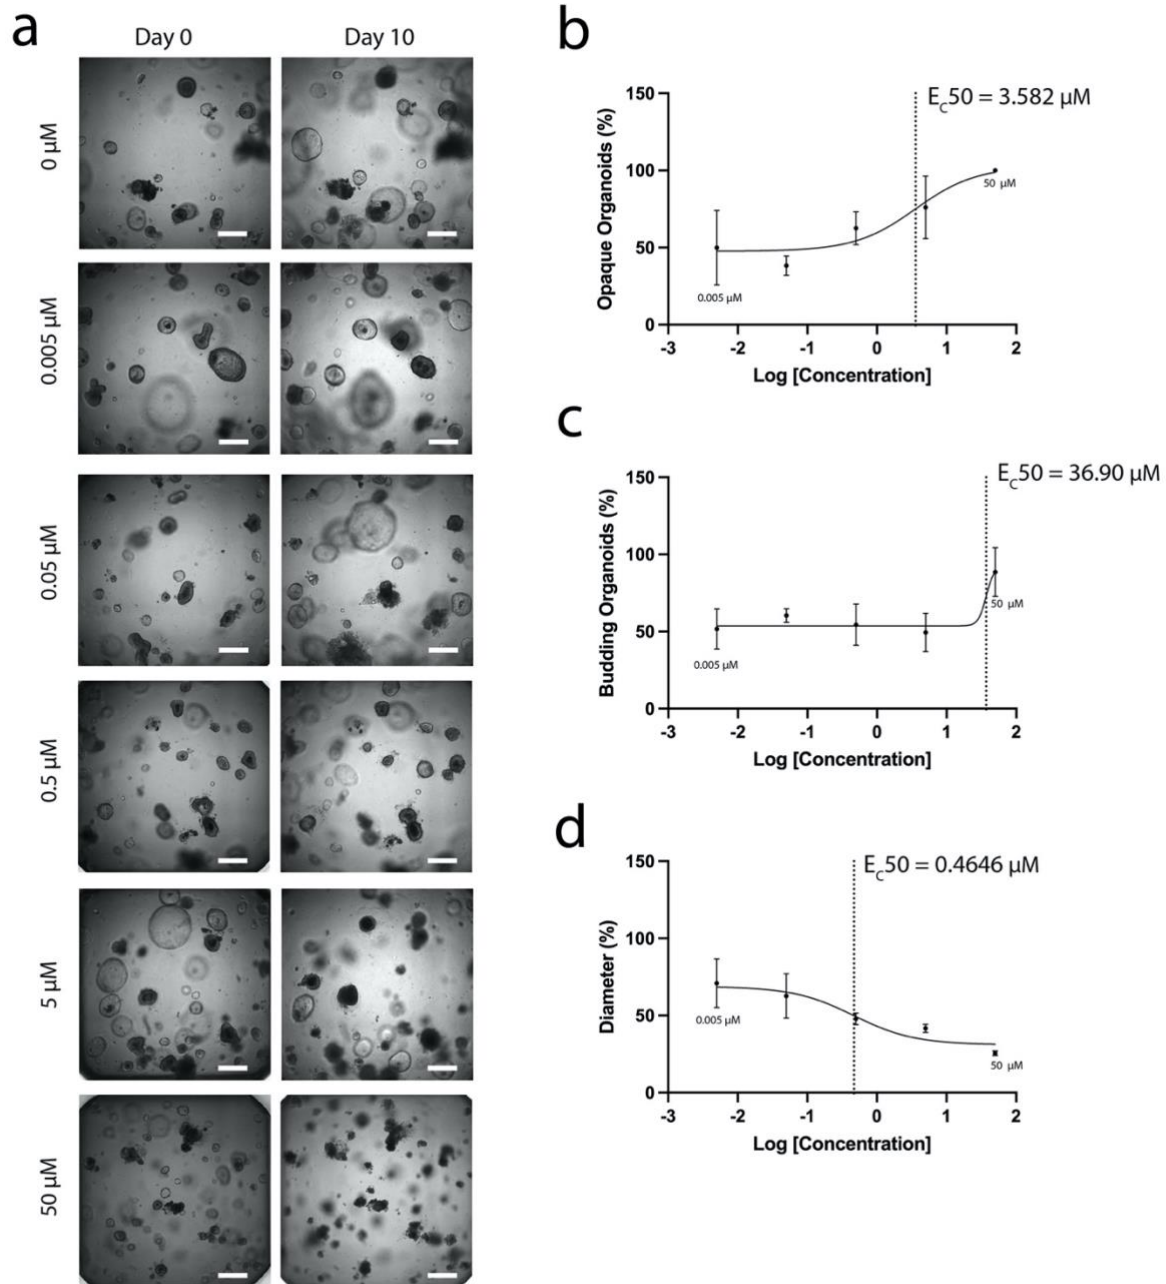 a
Day 0
Day 10
0 µM
0.005 µM
0.05 µM
0.5 µM
5 µM
50 µM
b
E_C50 = 3.582 µM
Opaque Organoids (%)
150
100
50
0
50 µM
0.005 µM
-3 -2 -1 0 1 2
Log [Concentration]
c
E_C50 = 36.90 µM
Budding Organoids (%)
150
100
50
0
50 µM
0.005 µM
-3 -2 -1 0 1 2
Log [Concentration]
d
E_C50 = 0.4646 µM
Diameter (%)
150
100
50
0
0.005 µM
50 µM
-3 -2 -1 0 1 2
Log [Concentration]